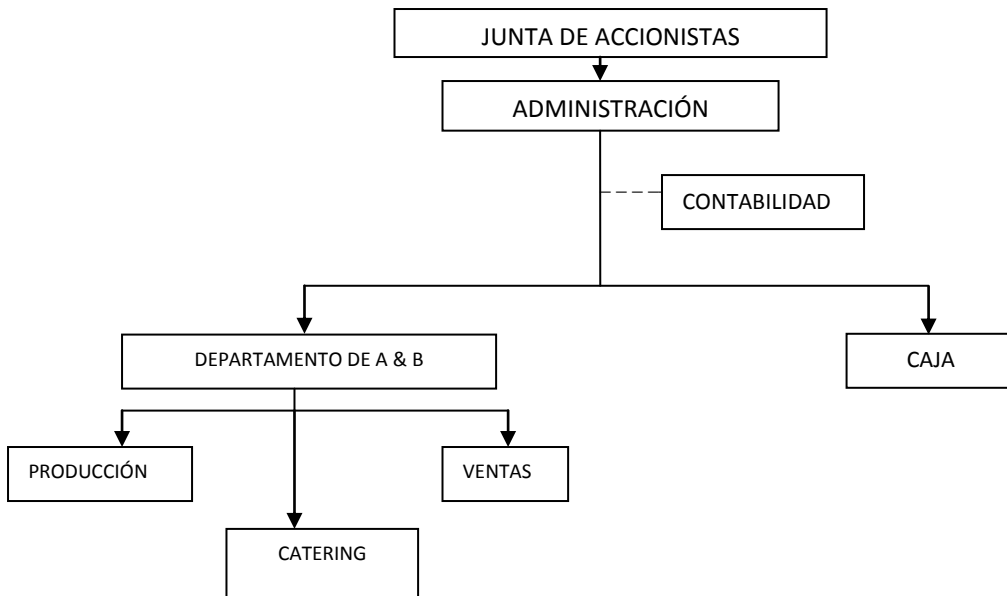 JUNTA DE ACCIONISTAS
ADMINISTRACIÓN
CONTABILIDAD
DEPARTAMENTO DE A & B
CAJA
PRODUCCIÓN
VENTAS
CATERING